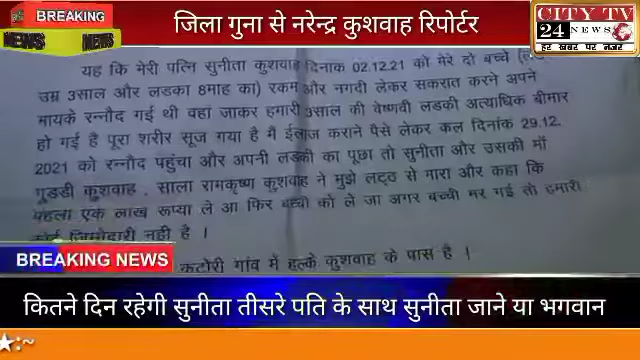 BREAKING
NEWS NEWS
जिला गुना से नरेन्द्र कुशवाह रिपोर्टर
CITY TV
24 NEWS
हर खबर पर नजर
यह कि मेरी पत्नि सुनीता कुशवाह दिनांक 02.12.21 को मेरे दो बच्चे
उम्र 3साल और लडका 8माह का) रकम और नगदी लेकर सकरात करने अपने
मायके रन्नौद गई थी वहा जाकर हमारी 3साल की वेष्णवी लडकी अत्याधिक बीमार
हो गई है पूरा शरीर सूज गया है मै ईलाज कराने पैसे लेकर कल दिनांक 29.12.
2021 को रन्नौद पहुंचा और अपनी लडकी का पूछा तो सुनीता और उसकी माँ
गुडडी कुशवाह , साला रामकृष्ण कुशवाह ने मुझे लट्ठ से मारा और कहा कि
पहला एक लाख रूप्या ले आ फिर बच्ची को ले जा अगर बच्ची मर गई तो हमारी
कोई जिम्मेदारी नही है ।
BREAKING NEWS
कटोरी गांव में हल्के कुशवाह के पास है ।
कितने दिन रहेगी सुनीता तीसरे पति के साथ सुनीता जाने या भगवान
★:~